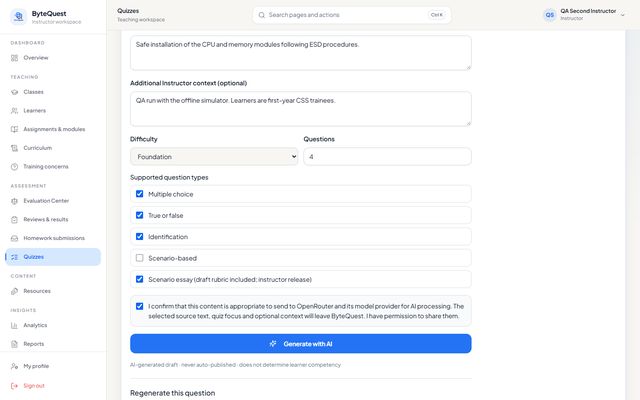 ByteQuest
Instructor workspace
Quizzes
Teaching workspace
Search pages and actions
Ctrl K
QS
QA Second Instructor
Instructor
DASHBOARD
Overview
TEACHING
Classes
Learners
Assignments & modules
Curriculum
Training concerns
ASSESSMENT
Evaluation Center
Reviews & results
Homework submissions
Quizzes
CONTENT
Resources
INSIGHTS
Analytics
Reports
My profile
Sign out
Safe installation of the CPU and memory modules following ESD procedures.
Additional Instructor context (optional)
QA run with the offline simulator. Learners are first-year CSS trainees.
Difficulty
Questions
Foundation
4
Supported question types
Multiple choice
True or false
Identification
Scenario-based
Scenario essay (draft rubric included; instructor release)
I confirm that this content is appropriate to send to OpenRouter and its model provider for AI processing. The
selected source text, quiz focus and optional context will leave ByteQuest. I have permission to share them.
Generate with AI
AI-generated draft · never auto-published · does not determine learner competency
Regenerate this question